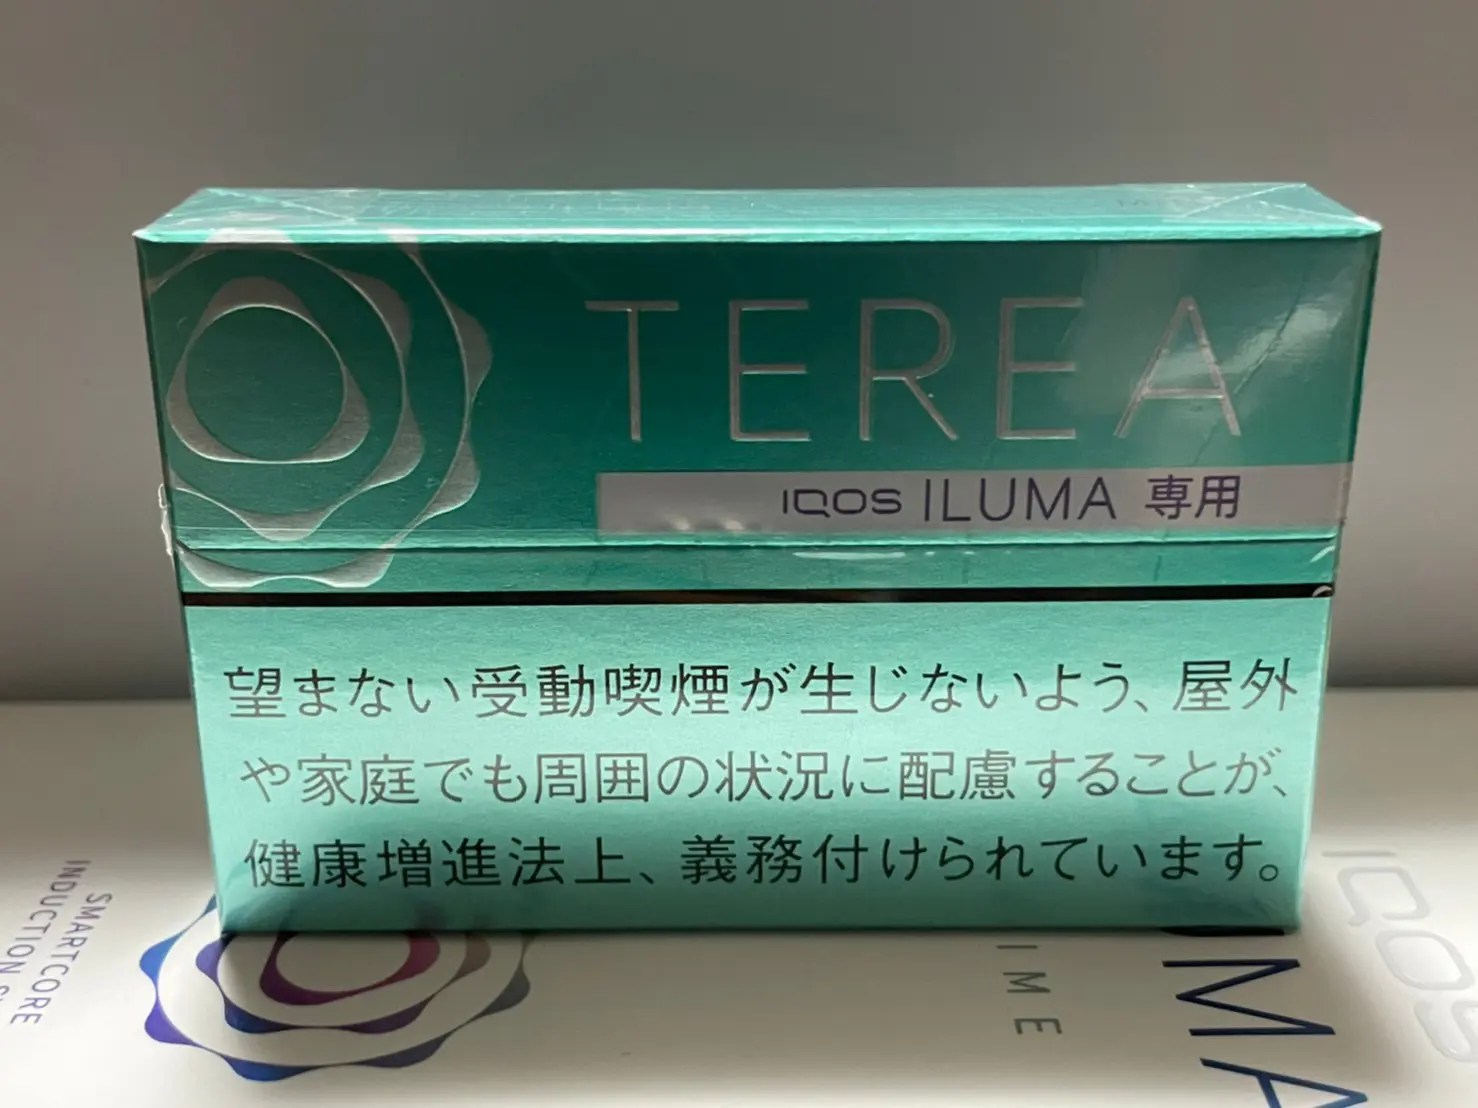 TEREA
IQOS ILUMA 専用
望まない受動喫煙が生じないよう、屋外
や家庭でも周囲の状況に配慮することが、
健康増進法上、義務付けられています。
SMARTCORE
INDUCTION
IME
UMA
IQOS